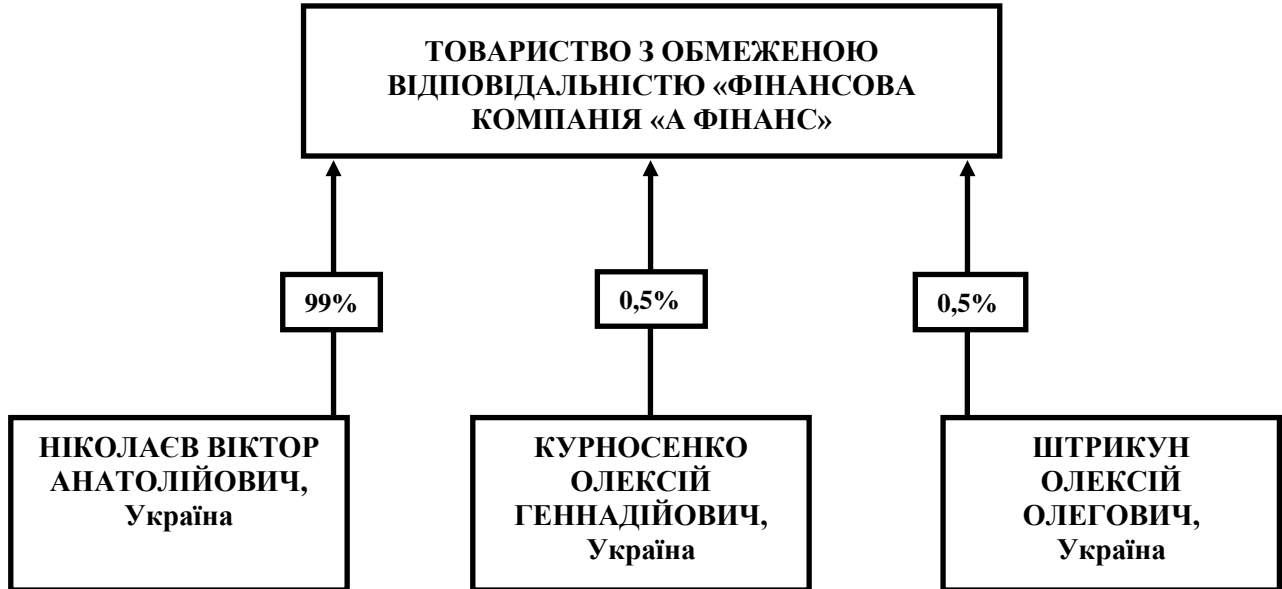 ТОВАРИСТВО З ОБМЕЖЕНОЮ
ВІДПОВІДАЛЬНІСТЮ «ФІНАНСОВА
КОМПАНІЯ «А ФІНАНС»
99%
0,5%
0,5%
НІКОЛАЄВ ВІКТОР
АНАТОЛІЙОВИЧ,
Україна
КУРНОСЕНКО
ОЛЕКСІЙ
ГЕННАДІЙОВИЧ,
Україна
ШТРИКУН
ОЛЕКСІЙ
ОЛЕГОВИЧ,
Україна